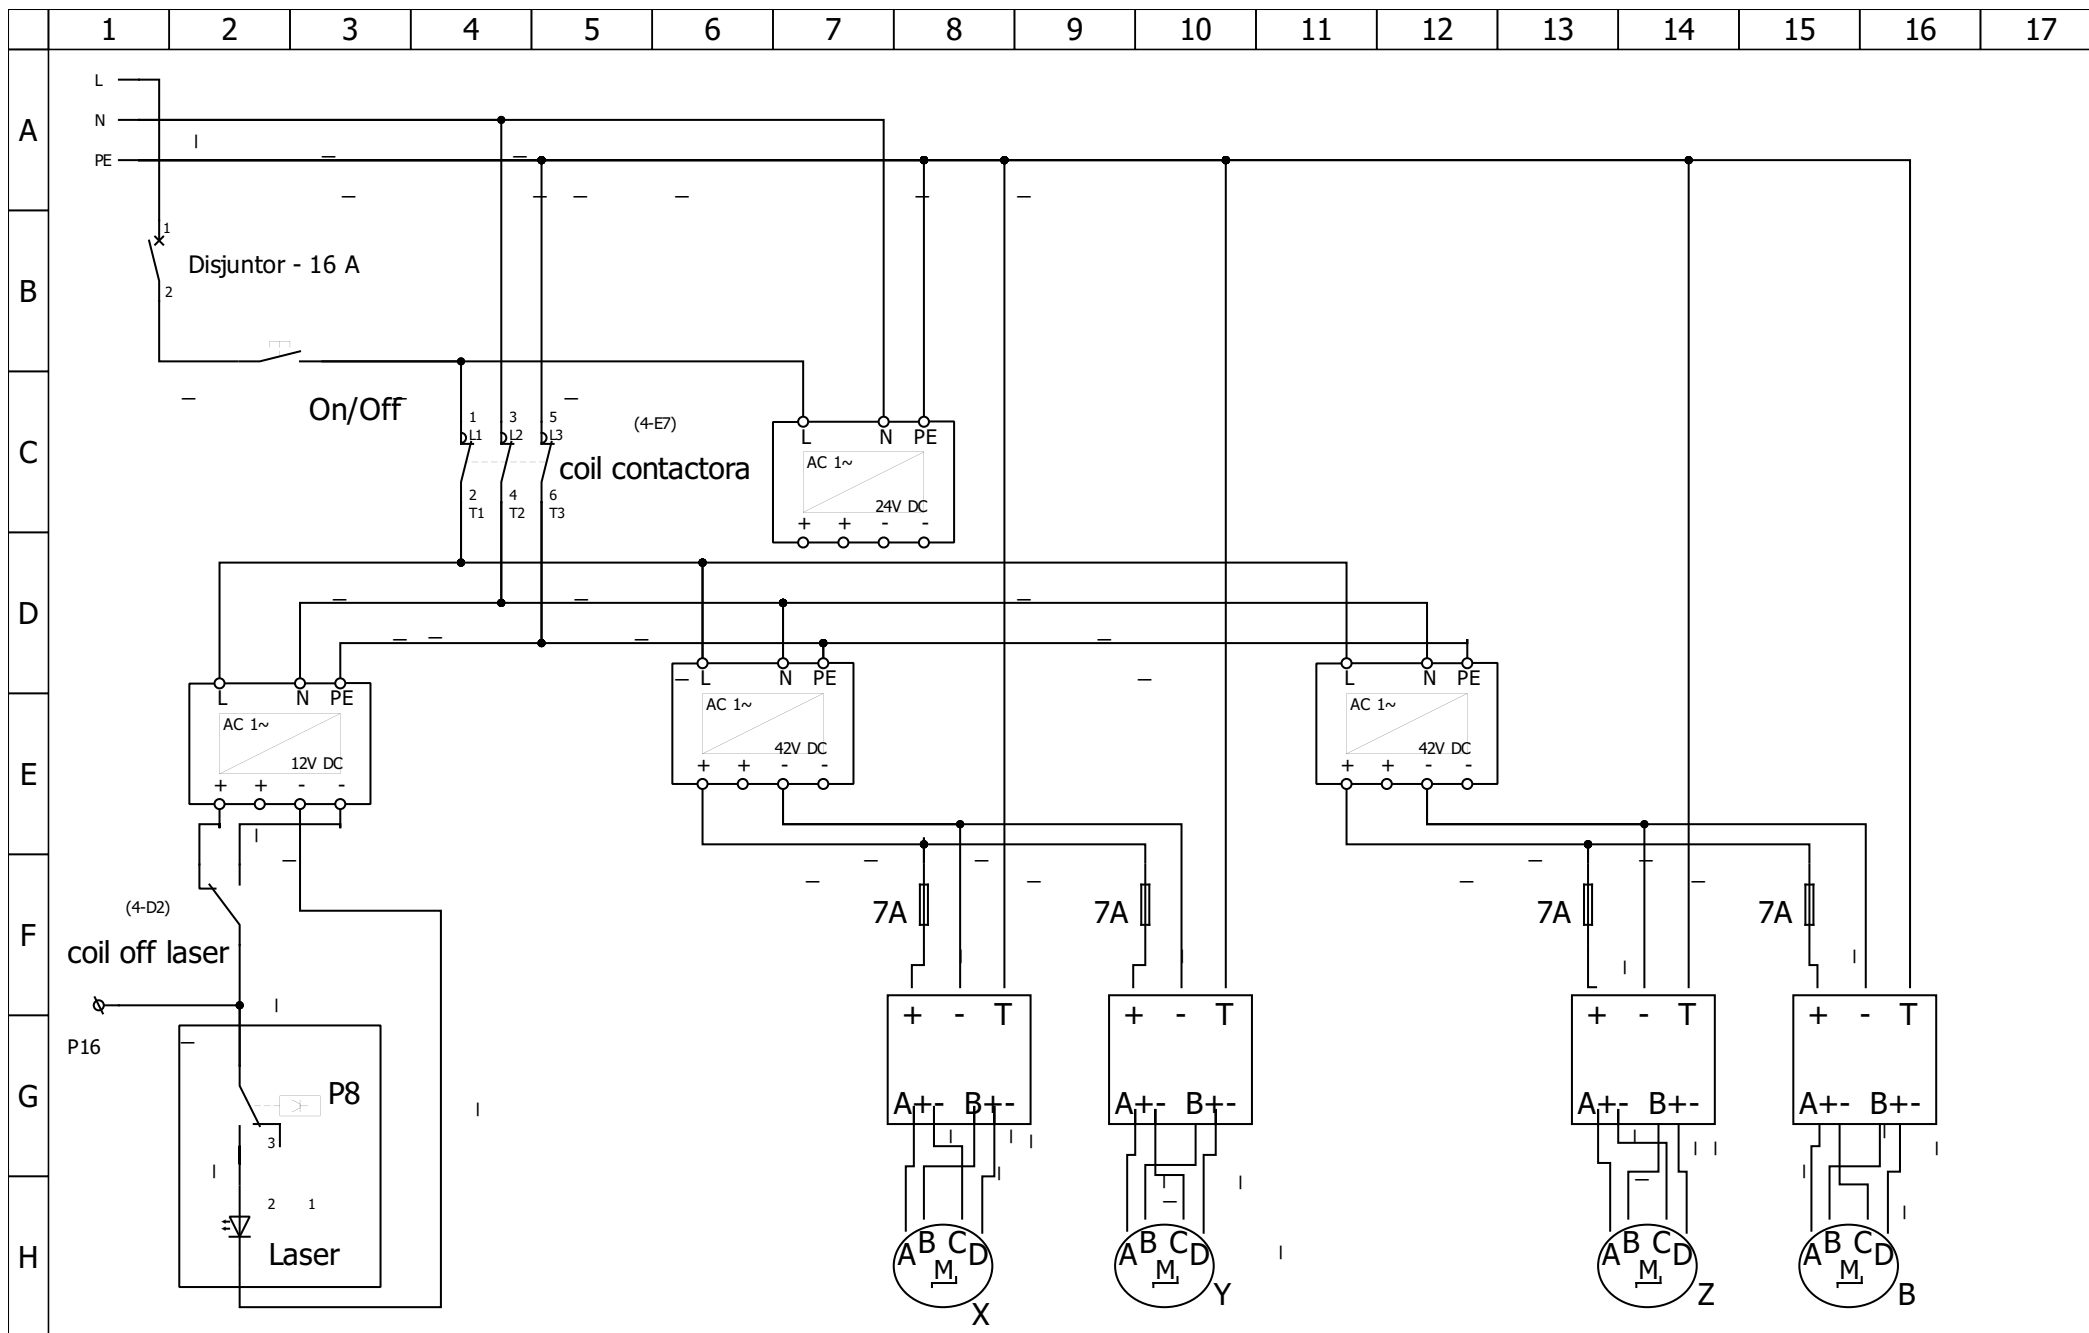 1 2 3 4 5 6 7 8 9 10 11 12 13 14 15 16 17
L
A
N
PE
1
Disjuntor - 16 A
B
2
On/Off
1 3 5
(4-E7)
L1 L2 L3
L N PE
C
coil contactora
AC 1~
2 4 6
24V DC
T1 T2 T3
+ + - -
D
L N PE
L N PE
L N PE
AC 1~
AC 1~
AC 1~
42V DC
42V DC
12V DC
E
+ + - -
+ + - -
+ + - -
(4-D2)
7A 7A 7A 7A
F
coil off laser
+ - T
+ - T
+ - T
+ - T
P16
P8
G
A+- B+-
A+- B+-
A+- B+-
A+- B+-
3
2 1
H
Laser
A B C D
M
X
A B C D
M
Y
A B C D
M
Z
A B C D
M
B